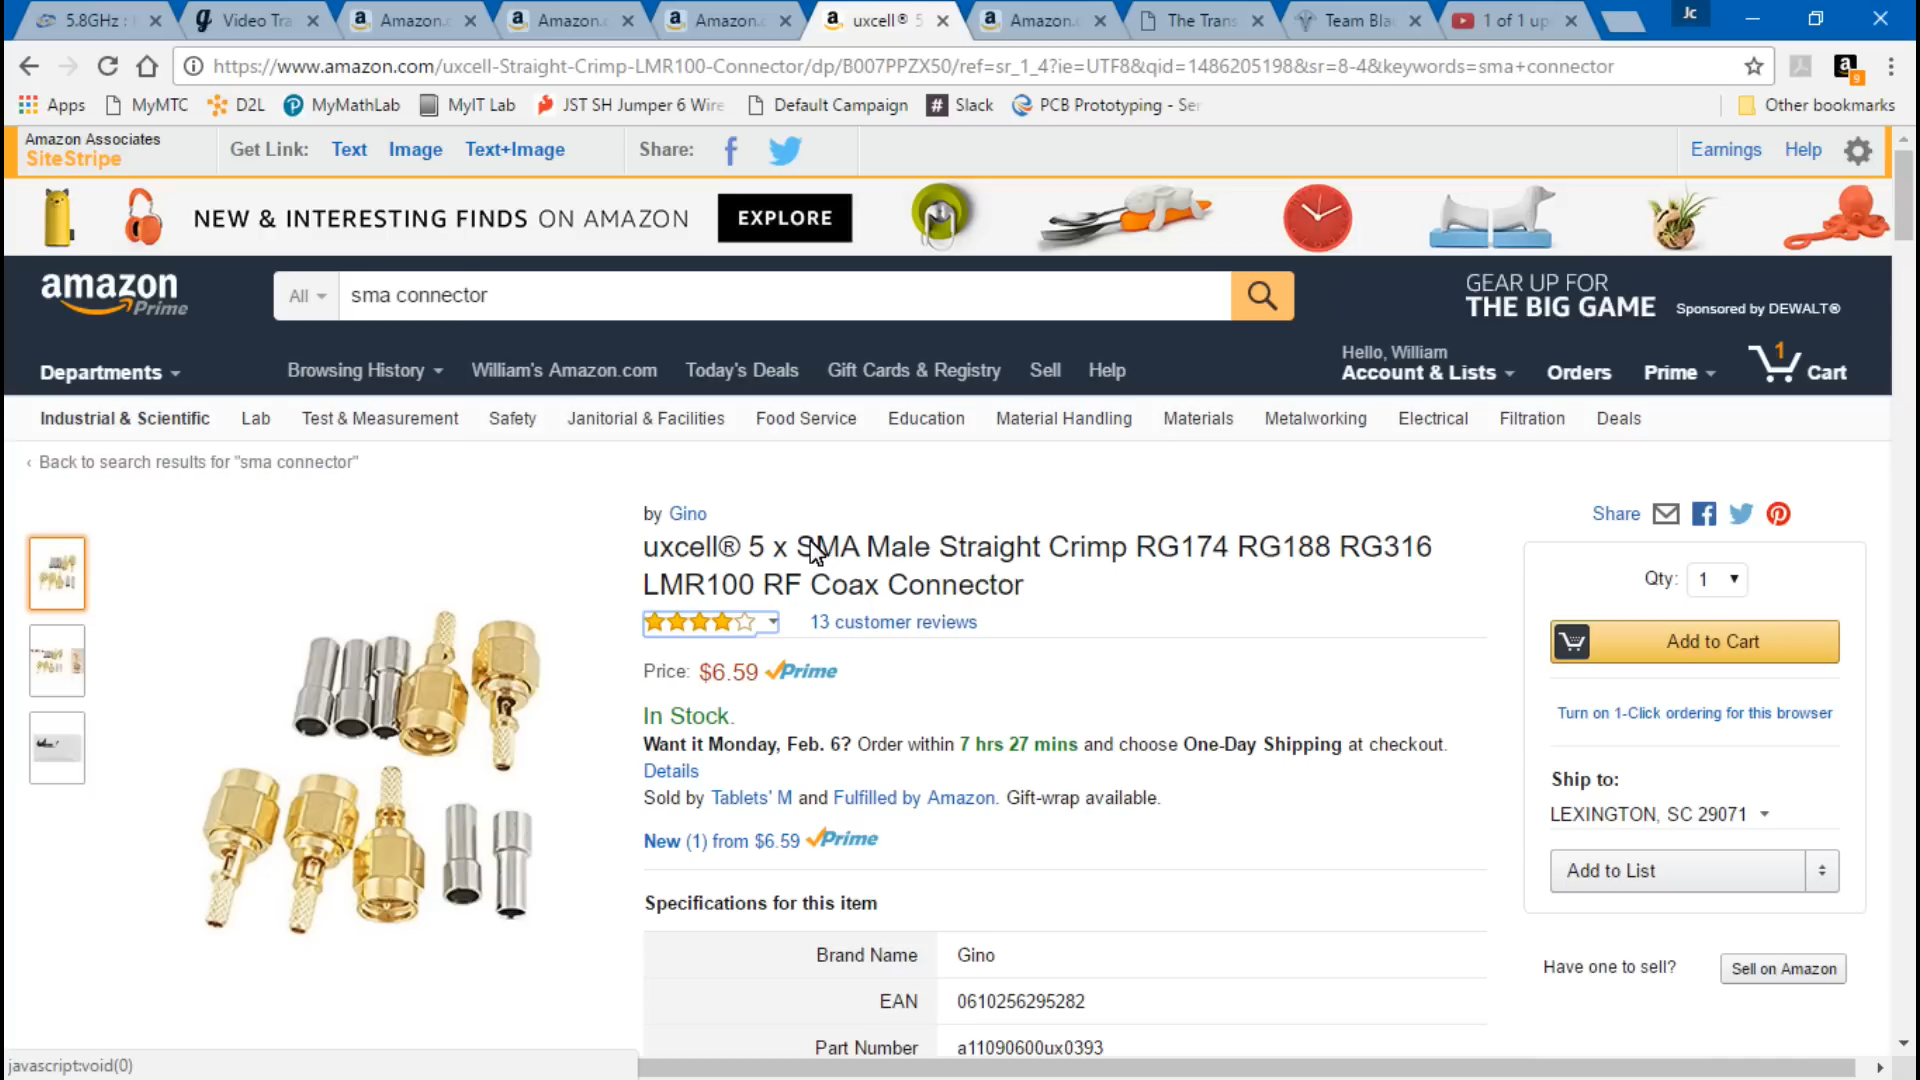 5.8GHz :
Video Tra
Amazon.c
Amazon.c
Amazon.c
uxcell® 5
Amazon.c
The Trans
Team Bla
1 of 1 up
Jc
https://www.amazon.com/uxcell-Straight-Crimp-LMR100-Connector/dp/B007PPZX50/ref=sr_1_4?ie=UTF8&qid=1486205198&sr=8-4&keywords=sma+connector
9
Apps
MyMTC
D2L
MyMathLab
MyIT Lab
JST SH Jumper 6 Wire
Default Campaign
Slack
PCB Prototyping - Ser
Other bookmarks
Amazon Associates
SiteStripe
Get Link: Text Image Text+Image
Share:
Earnings Help
NEW & INTERESTING FINDS ON AMAZON EXPLORE
amazon Prime
All
sma connector
GEAR UP FOR
THE BIG GAME Sponsored by DEWALT®
Departments
Browsing History William's Amazon.com Today's Deals Gift Cards & Registry Sell Help
Hello, William
Account & Lists
Orders Prime 1 Cart
Industrial & Scientific Lab Test & Measurement Safety Janitorial & Facilities Food Service Education Material Handling Materials Metalworking Electrical Filtration Deals
‹ Back to search results for "sma connector"
by Gino
uxcell® 5 x SMA Male Straight Crimp RG174 RG188 RG316
LMR100 RF Coax Connector
13 customer reviews
Price: $6.59 Prime
In Stock.
Want it Monday, Feb. 6? Order within 7 hrs 27 mins and choose One-Day Shipping at checkout.
Details
Sold by Tablets' M and Fulfilled by Amazon. Gift-wrap available.
New (1) from $6.59 Prime
Specifications for this item
Brand Name Gino
EAN 0610256295282
Part Number a11090600ux0393
Share
Qty: 1
Add to Cart
Turn on 1-Click ordering for this browser
Ship to:
LEXINGTON, SC 29071
Add to List
Have one to sell? Sell on Amazon
javascript:void(0)